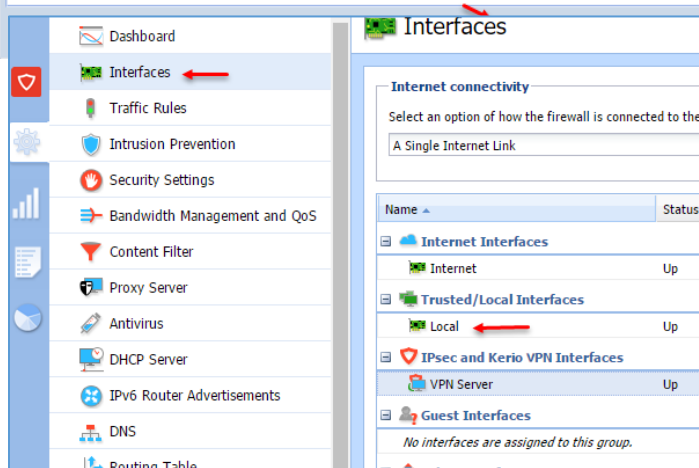 Dashboard
Interfaces
Traffic Rules
Intrusion Prevention
Security Settings
Bandwidth Management and QoS
Content Filter
Proxy Server
Antivirus
DHCP Server
IPv6 Router Advertisements
DNS
Routing Table
Interfaces
Internet connectivity
Select an option of how the firewall is connected to the
A Single Internet Link
Name Status
Internet Interfaces
Internet Up
Trusted/Local Interfaces
Local Up
IPsec and Kerio VPN Interfaces
VPN Server Up
Guest Interfaces
No interfaces are assigned to this group.